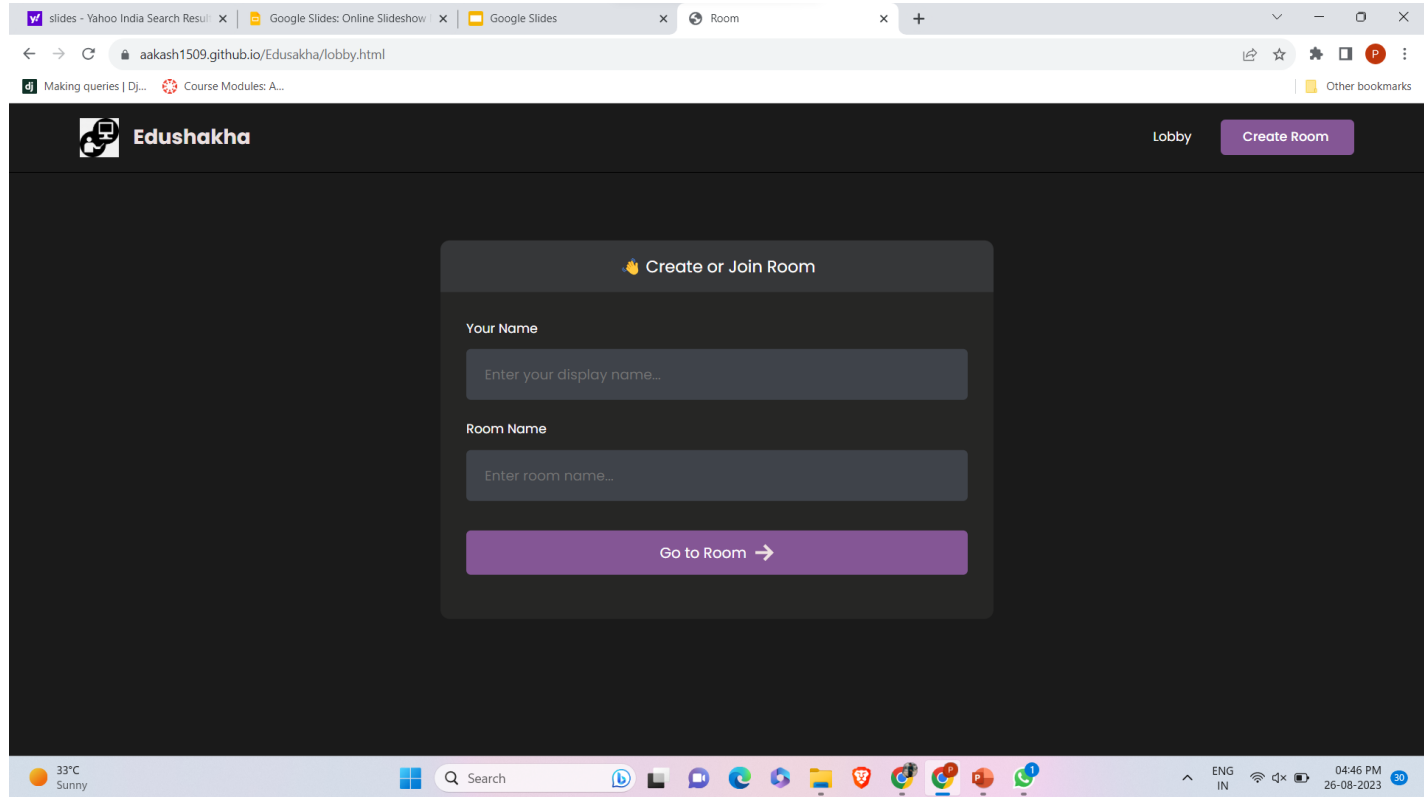 slides - Yahoo India Search Resul
Google Slides: Online Slideshow
Google Slides
Room
aakash1509.github.io/Edusakha/lobby.html
P
dj Making queries | Dj...
Course Modules: A...
Other bookmarks
Edushakha
Lobby
Create Room
👋 Create or Join Room
Your Name
Enter your display name...
Room Name
Enter room name...
Go to Room →
33°C
Sunny
Search
P
P
1
ENG
IN
04:46 PM
26-08-2023
30